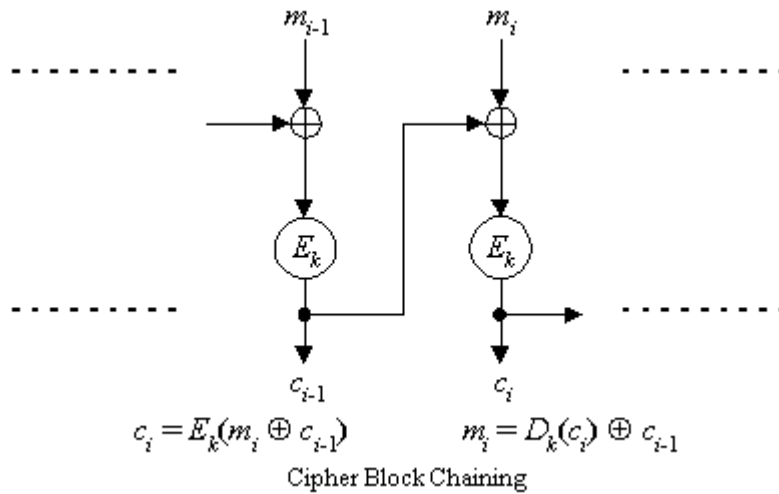 m_{i-1} m_i
E_k E_k
c_{i-1} c_i
c_i = E_k(m_i ⊕ c_{i-1}) m_i = D_k(c_i) ⊕ c_{i-1}
Cipher Block Chaining